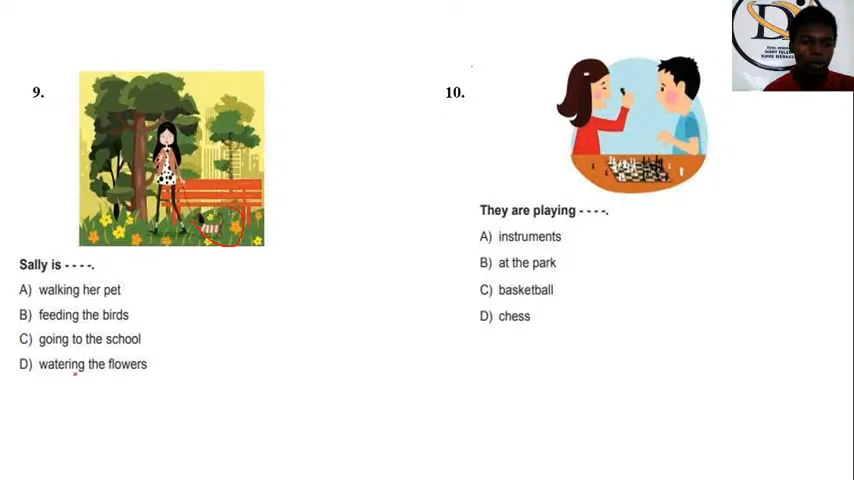 9.
Sally is - - - -.
A) walking her pet
B) feeding the birds
C) going to the school
D) watering the flowers
10.
They are playing - - - -.
A) instruments
B) at the park
C) basketball
D) chess